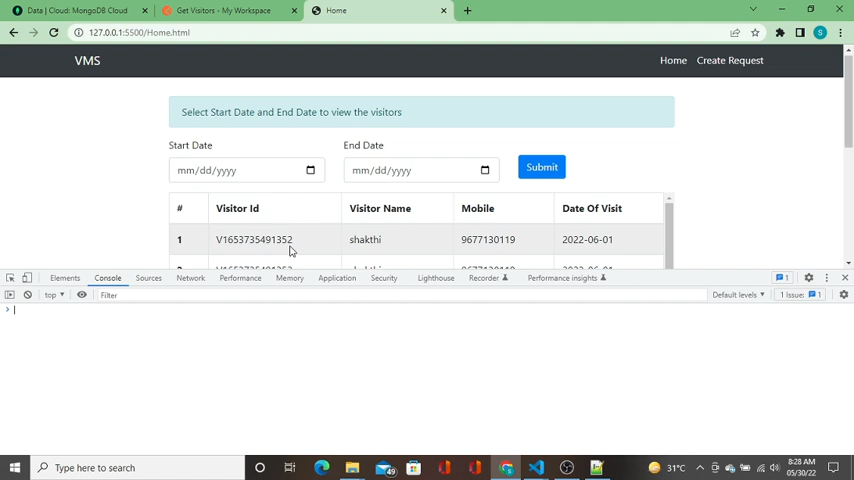 Data | Cloud: MongoDB Cloud
Get Visitors - My Workspace
Home
127.0.0.1:5500/Home.html
S
VMS
Home Create Request
Select Start Date and End Date to view the visitors
Start Date End Date
mm/dd/yyyy mm/dd/yyyy Submit
# Visitor Id Visitor Name Mobile Date Of Visit
1 V1653735491352 shakthi 9677130119 2022-06-01
Elements Console Sources Network Performance Memory Application Security Lighthouse Recorder Performance insights 1
top Filter Default levels 1 Issue: 1
Type here to search
49
31°C
8:28 AM
05/30/22